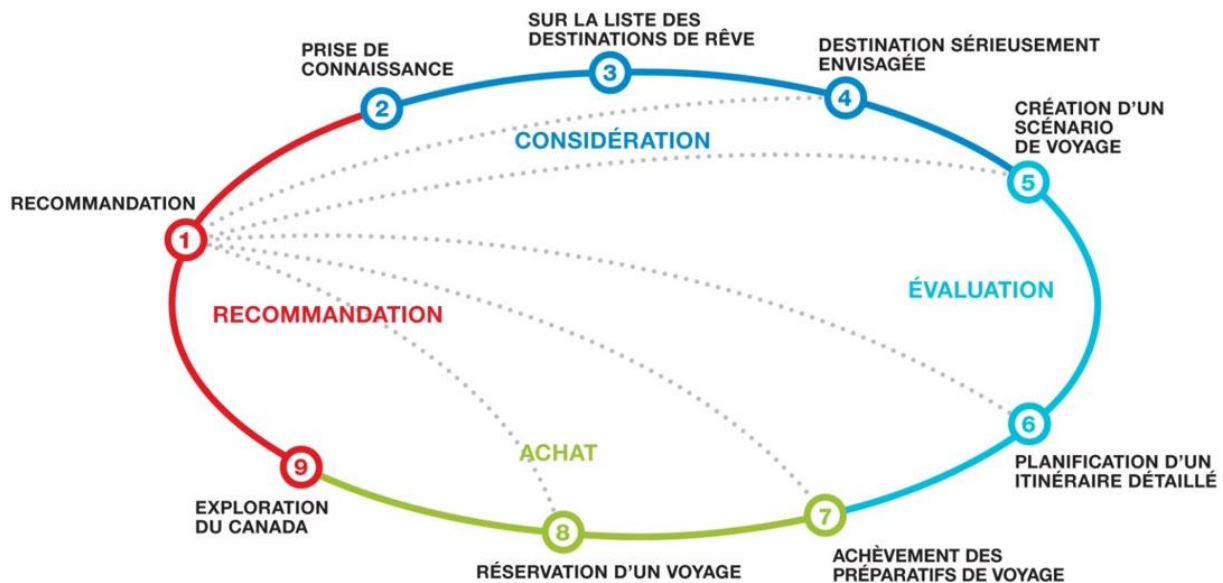 SUR LA LISTE DES
DESTINATIONS DE RÊVE
PRISE DE
CONNAISSANCE
DESTINATION SÉRIEUSEMENT
ENVISAGÉE
3
4
2
CRÉATION D'UN
SCÉNARIO
DE VOYAGE
CONSIDÉRATION
5
RECOMMANDATION
1
ÉVALUATION
RECOMMANDATION
6
ACHAT
PLANIFICATION D'UN
ITINÉRAIRE DÉTAILLÉ
9
EXPLORATION
DU CANADA
7
8
ACHÈVEMENT DES
PRÉPARATIFS DE VOYAGE
RÉSERVATION D'UN VOYAGE